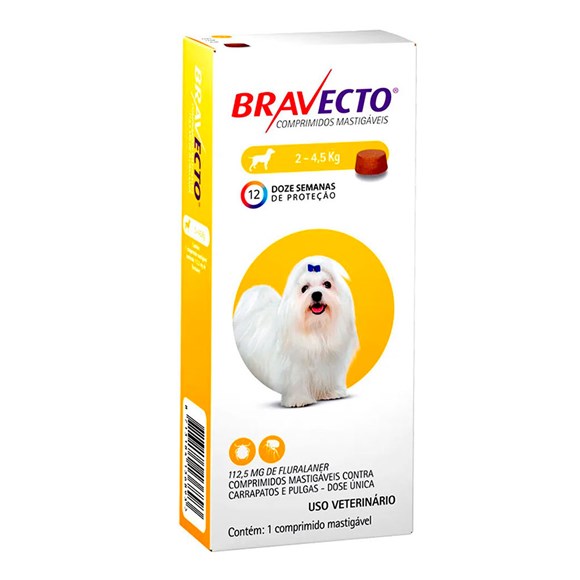 BRAVECTO®
COMPRIMIDOS MASTIGÁVEIS
2 – 4,5 Kg
12
DOZE SEMANAS
DE PROTEÇÃO
112,5 MG DE FLURALANER
COMPRIMIDOS MASTIGÁVEIS CONTRA
CARRAPATOS E PULGAS - DOSE ÚNICA
USO VETERINÁRIO
Contém: 1 comprimido mastigável
BRAVECTO®